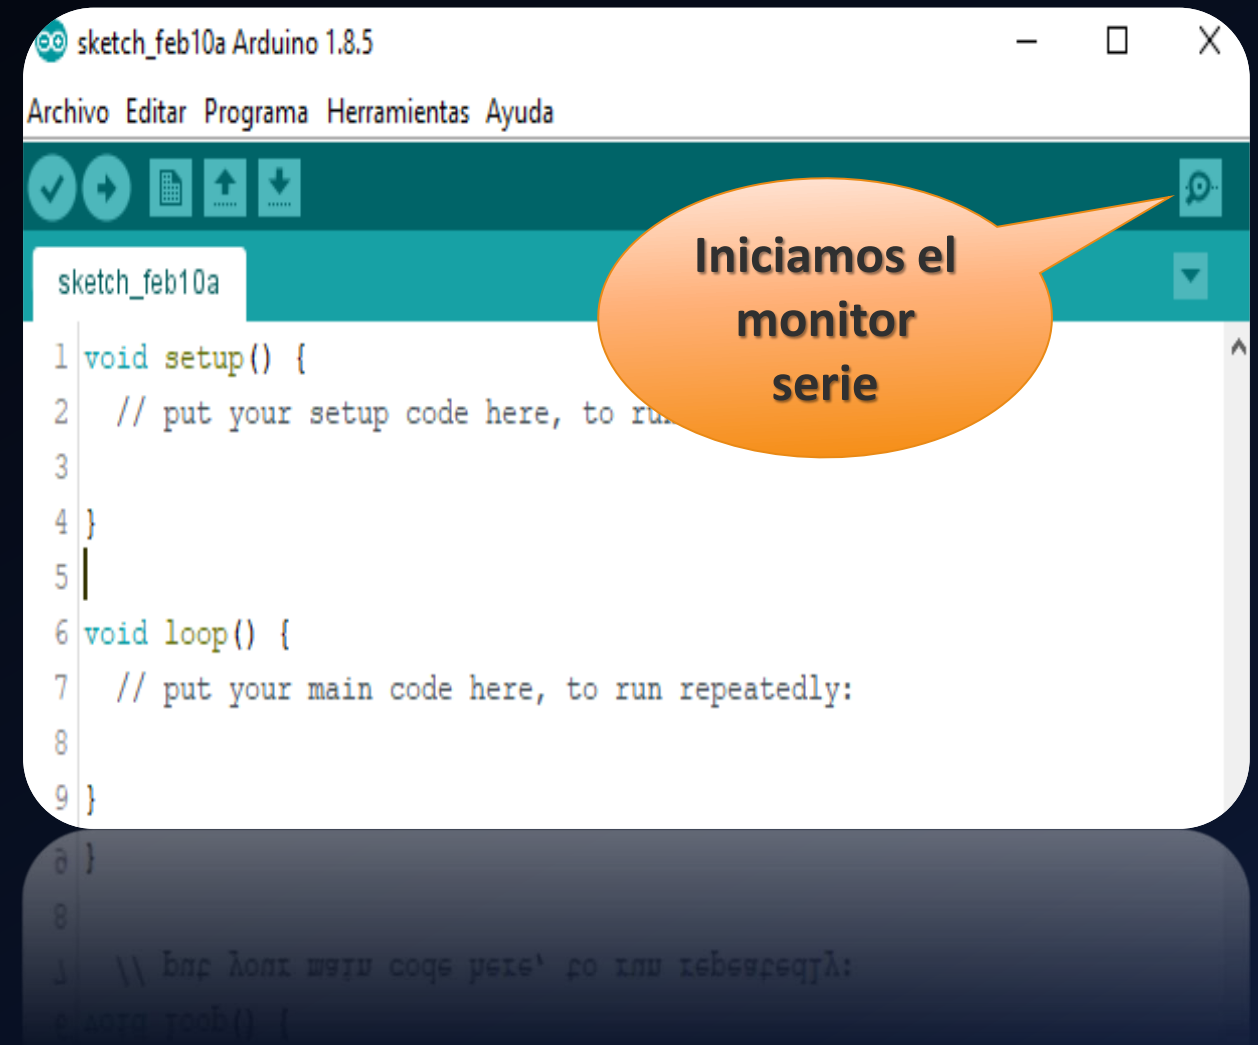 sketch_feb10a Arduino 1.8.5
Archivo Editar Programa Herramientas Ayuda
Iniciamos el
monitor
serie
sketch_feb10a
1 void setup() {
2 // put your setup code here, to
3
4 }
5
6 void loop() {
7 // put your main code here, to run repeatedly:
8
9 }